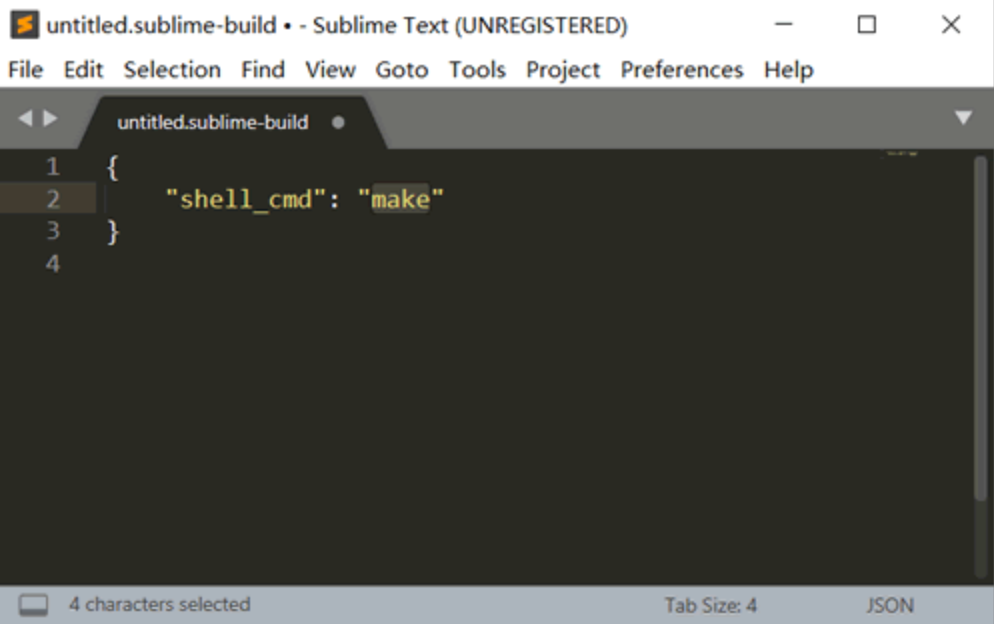 untitled.sublime-build • - Sublime Text (UNREGISTERED)
File Edit Selection Find View Goto Tools Project Preferences Help
untitled.sublime-build
1 {
2 "shell_cmd": "make"
3 }
4
4 characters selected Tab Size: 4 JSON